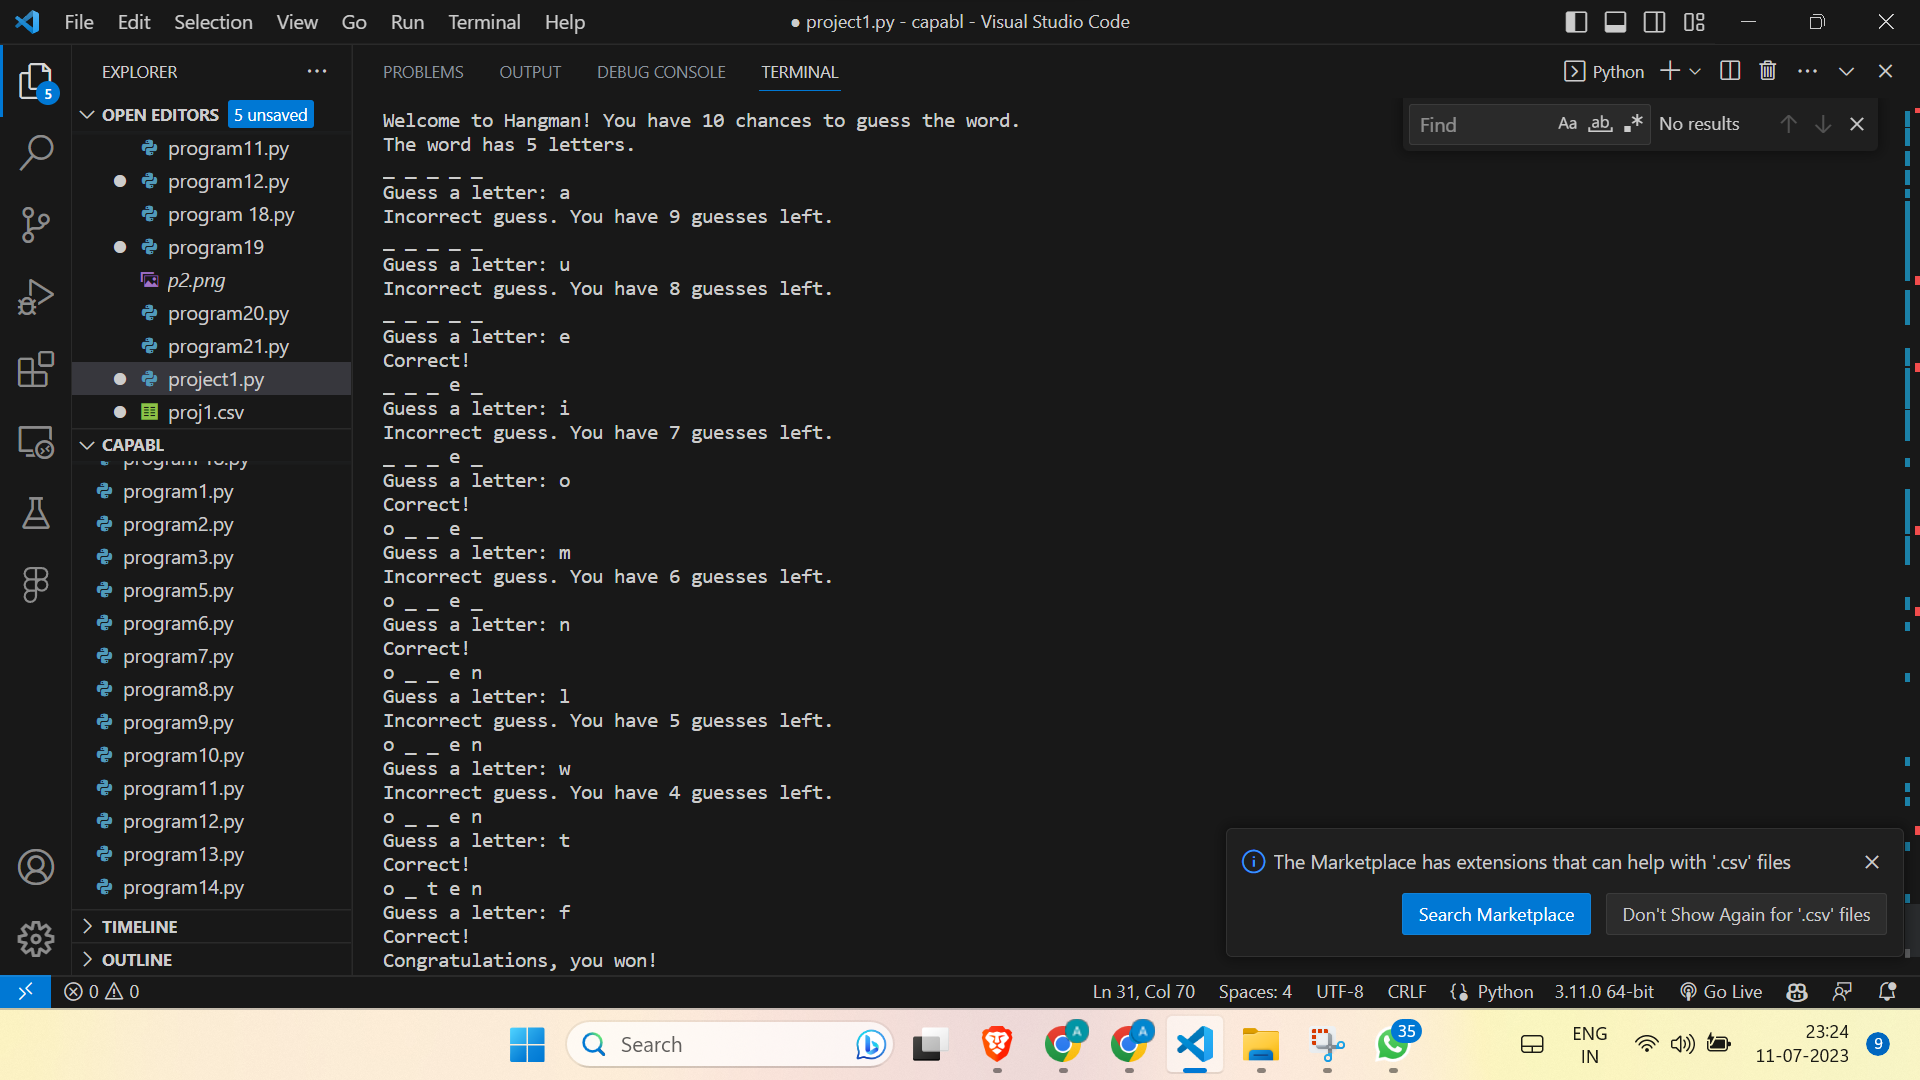 File Edit Selection View Go Run Terminal Help
● project1.py - capabl - Visual Studio Code
EXPLORER
OPEN EDITORS 5 unsaved
program11.py
program12.py
program 18.py
program19
p2.png
program20.py
program21.py
project1.py
proj1.csv
CAPABL
program1.py
program2.py
program3.py
program5.py
program6.py
program7.py
program8.py
program9.py
program10.py
program11.py
program12.py
program13.py
program14.py
TIMELINE
OUTLINE
5
PROBLEMS OUTPUT DEBUG CONSOLE TERMINAL
Python
Find Aa ab No results
Welcome to Hangman! You have 10 chances to guess the word.
The word has 5 letters.
_ _ _ _ _
Guess a letter: a
Incorrect guess. You have 9 guesses left.
_ _ _ _ _
Guess a letter: u
Incorrect guess. You have 8 guesses left.
_ _ _ _ _
Guess a letter: e
Correct!
_ _ _ e _
Guess a letter: i
Incorrect guess. You have 7 guesses left.
_ _ _ e _
Guess a letter: o
Correct!
o _ _ e _
Guess a letter: m
Incorrect guess. You have 6 guesses left.
o _ _ e _
Guess a letter: n
Correct!
o _ _ e n
Guess a letter: l
Incorrect guess. You have 5 guesses left.
o _ _ e n
Guess a letter: w
Incorrect guess. You have 4 guesses left.
o _ _ e n
Guess a letter: t
Correct!
o _ t e n
Guess a letter: f
Correct!
Congratulations, you won!
The Marketplace has extensions that can help with '.csv' files
Search Marketplace Don't Show Again for '.csv' files
0 0
Ln 31, Col 70 Spaces: 4 UTF-8 CRLF Python 3.11.0 64-bit Go Live
Search
A A 35
ENG
IN
23:24
11-07-2023
9